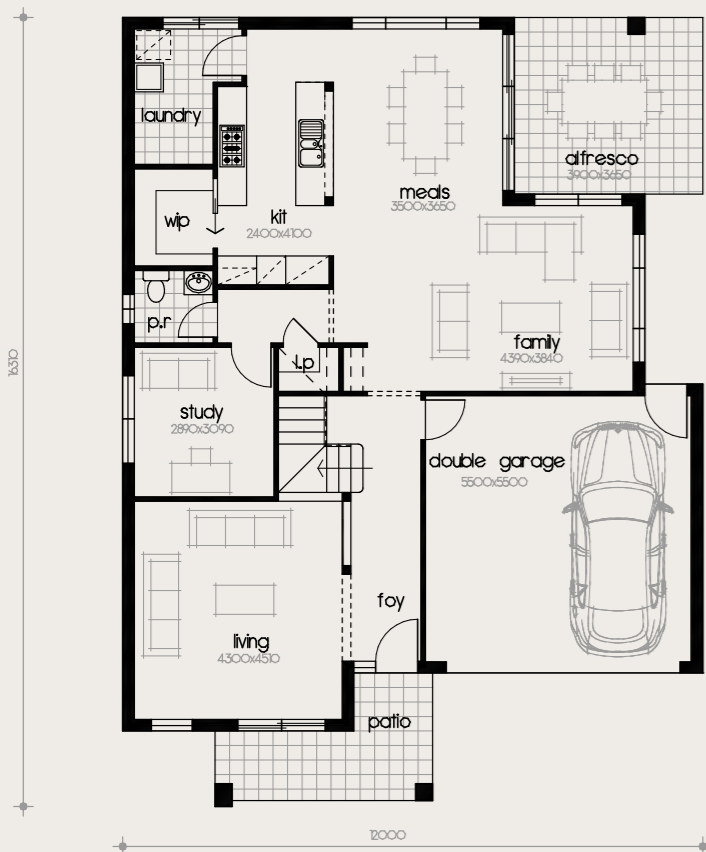 laundry
alfresco
3900x3650
meals
3500x3650
wip
kit
2400x4100
p.r
family
4390x3840
l.p
study
2890x3090
double garage
5500x5500
16310
foy
living
4300x4510
patio
12000